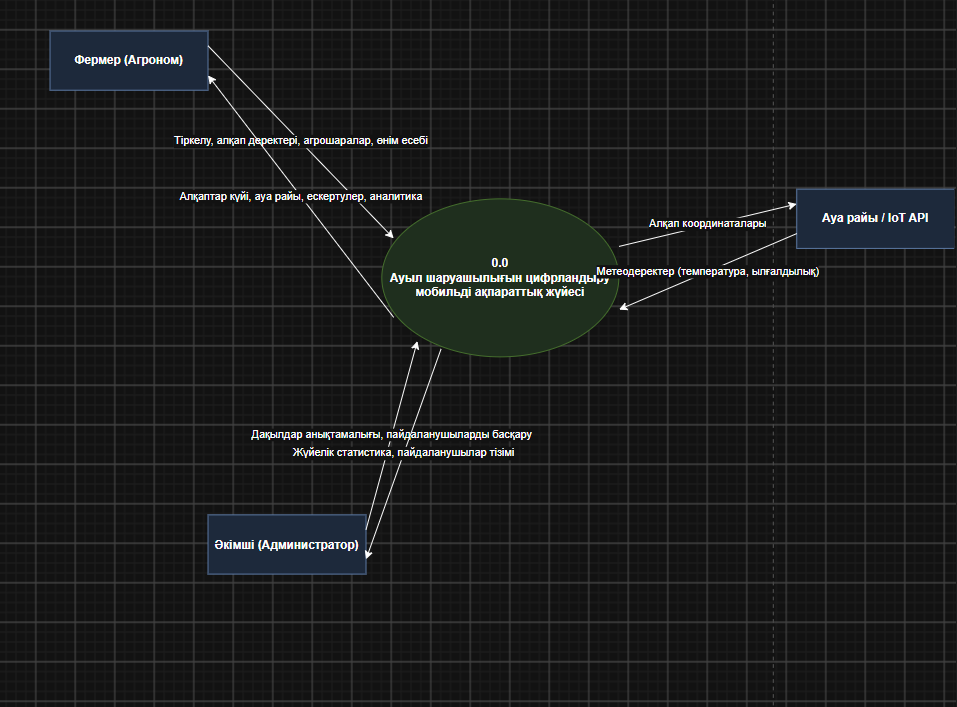 Фермер (Агроном)
Тіркелу, алқап деректері, агрошаралар, өнім есебі
Алқаптар күйі, ауа райы, ескертулер, аналитика
Алқап координаталары
Ауа райы / IoT API
0.0
Ауыл шаруашылығын цифрландыру
мобильді ақпараттық жүйесі
Метеодеректер (температура, ылғалдылық)
Дақылдар анықтамалығы, пайдаланушыларды басқару
Жүйелік статистика, пайдаланушылар тізімі
Әкімші (Администратор)